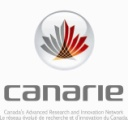 canarie
Canada's Advanced Research and Innovation Network
Le réseau évolué de recherche et d'innovation du Canada